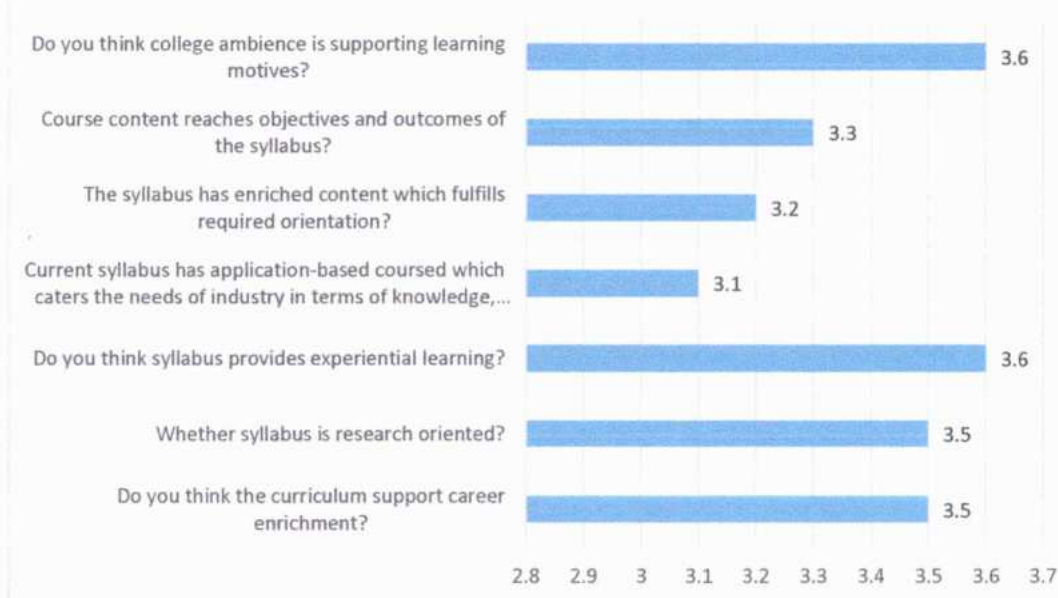 Do you think college ambience is supporting learning
motives?
3.6
Course content reaches objectives and outcomes of
the syllabus?
3.3
The syllabus has enriched content which fulfills
required orientation?
3.2
Current syllabus has application-based coursed which
caters the needs of industry in terms of knowledge,...
3.1
Do you think syllabus provides experiential learning?
3.6
Whether syllabus is research oriented?
3.5
Do you think the curriculum support career
enrichment?
3.5
2.8 2.9 3 3.1 3.2 3.3 3.4 3.5 3.6 3.7